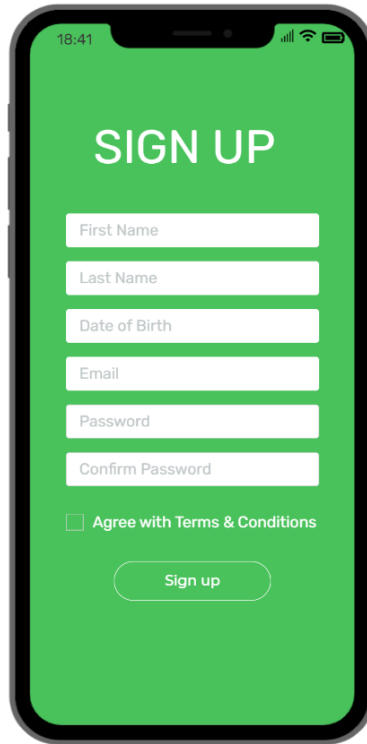 18:41
SIGN UP
First Name
Last Name
Date of Birth
Email
Password
Confirm Password
Agree with Terms & Conditions
Sign up